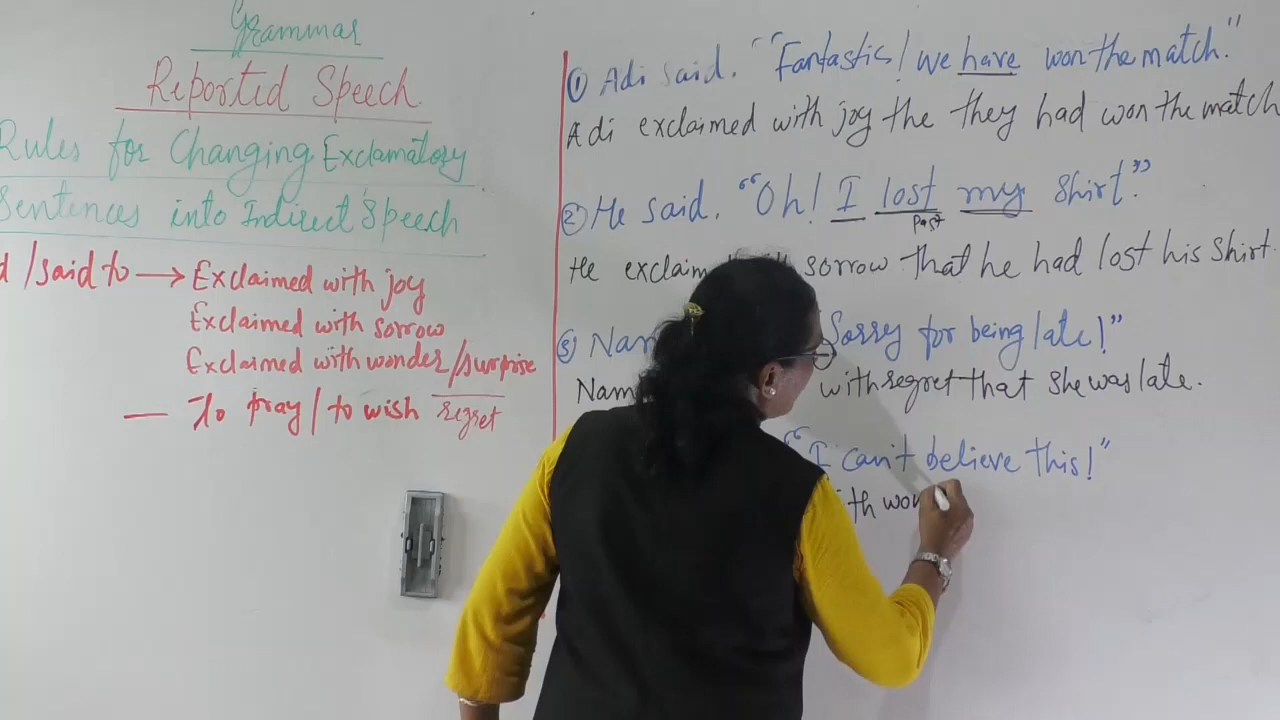 Grammar
Reported Speech
Rules for Changing Exclamatory
Sentences into Indirect Speech
/said to → Exclaimed with joy
Exclaimed with sorrow
Exclaimed with wonder/surprise
— To pray / to wish regret
① Adi said. "Fantastic! we have won the match."
Adi exclaimed with joy the they had won the match
② He said. "Oh! I lost my shirt."
Past
He exclaim sorrow that he had lost his shirt.
③ Sorry for being late!"
with regret that she was late.
"I can't believe this!"